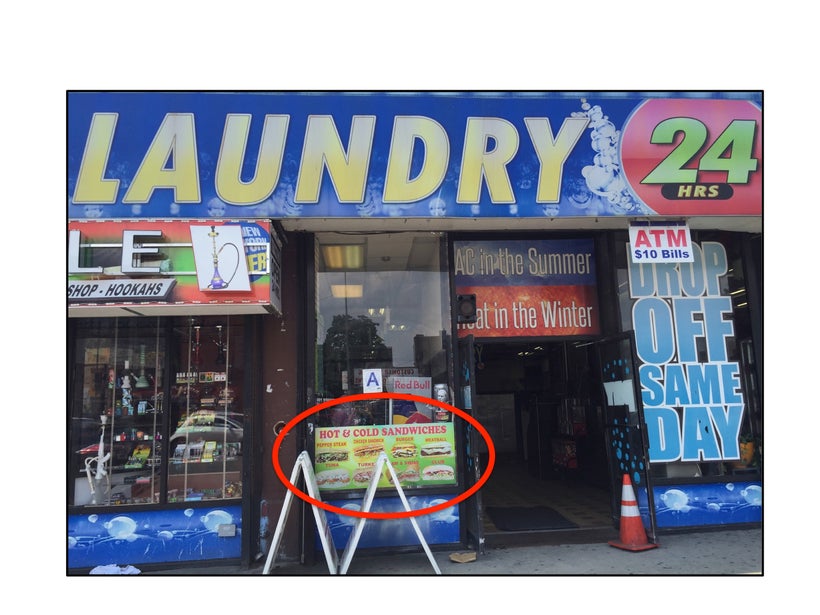 LAUNDRY
24
HRS
LE
SHOP - HOOKAHS
NEW
AC in the Summer
Heat in the Winter
ATM
$10 Bills
DROP
OFF
SAME
DAY
A
Red Bull
HOT & COLD SANDWICHES
PEPPER STEAK
BURGER
MEATBALL
TUNA
TURKEY